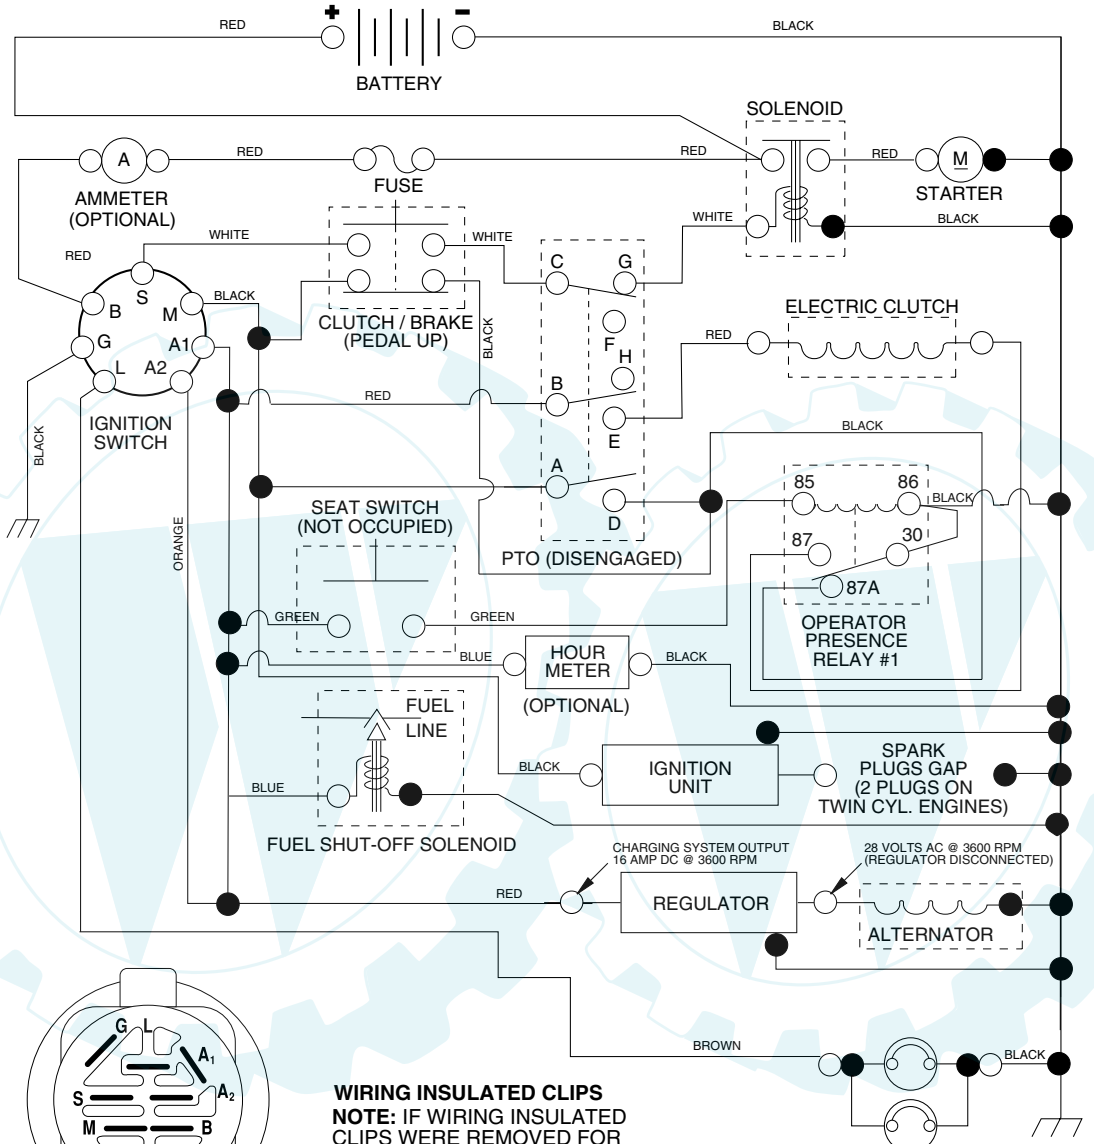 RED
+
-
BLACK
BATTERY
SOLENOID
A
RED
RED
RED
M
FUSE
STARTER
AMMETER
(OPTIONAL)
WHITE
BLACK
WHITE
WHITE
RED
S
C
G
B
BLACK
M
ELECTRIC CLUTCH
CLUTCH / BRAKE
(PEDAL UP)
BLACK
F
RED
G
A1
H
L
A2
B
RED
IGNITION
SWITCH
BLACK
E
BLACK
A
85
86
SEAT SWITCH
(NOT OCCUPIED)
BLACK
D
ORANGE
87
30
PTO (DISENGAGED)
87A
GREEN
GREEN
OPERATOR
PRESENCE
RELAY #1
BLUE
HOUR
METER
BLACK
(OPTIONAL)
FUEL
LINE
BLACK
IGNITION
UNIT
SPARK
PLUGS GAP
(2 PLUGS ON
TWIN CYL. ENGINES)
BLUE
FUEL SHUT-OFF SOLENOID
CHARGING SYSTEM OUTPUT
16 AMP DC @ 3600 RPM
28 VOLTS AC @ 3600 RPM
(REGULATOR DISCONNECTED)
RED
REGULATOR
ALTERNATOR
G
L
A1
A2
S
M
B
BROWN
BLACK
WIRING INSULATED CLIPS
NOTE: IF WIRING INSULATED
CLIPS WERE REMOVED FOR